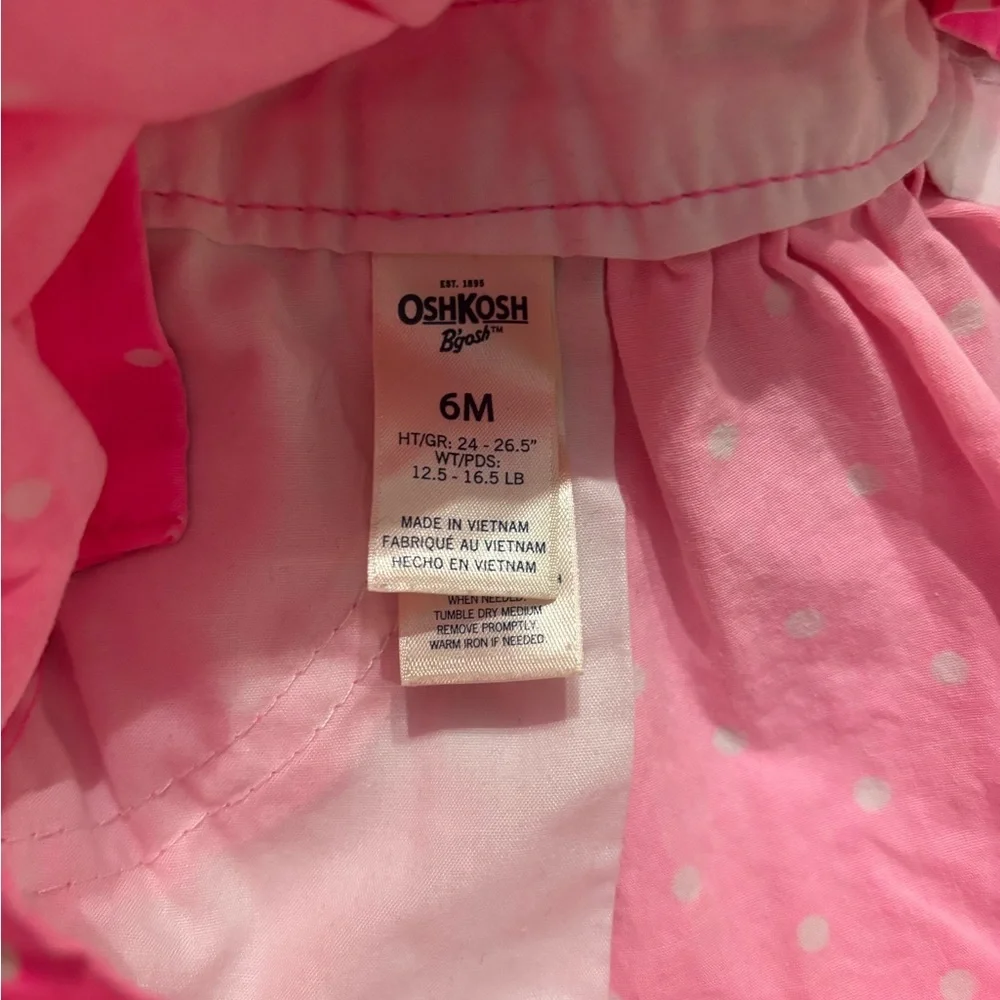 EST. 1895
OSHKOSH
B'gosh™
6M
HT/GR: 24 - 26.5"
WT/PDS:
12.5 - 16.5 LB
MADE IN VIETNAM
FABRIQUÉ AU VIETNAM
HECHO EN VIETNAM
WHEN NEEDED.
TUMBLE DRY MEDIUM
REMOVE PROMPTLY
WARM IRON IF NEEDED